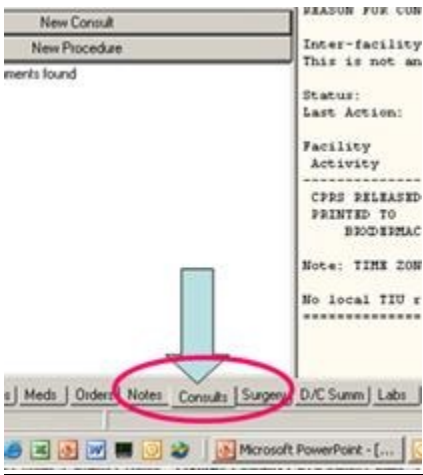 New Consult
New Procedure
ments found
REASON FOR CON
Inter-facility
This is not an
Status:
Last Action:
Facility
Activity
CPRS RELEASED
PRINTED TO
BRODERMAC
Note: TIME ZON
No local TIU r
s Meds Orders Notes Consults Surgery D/C Summ Labs
Microsoft PowerPoint - [...